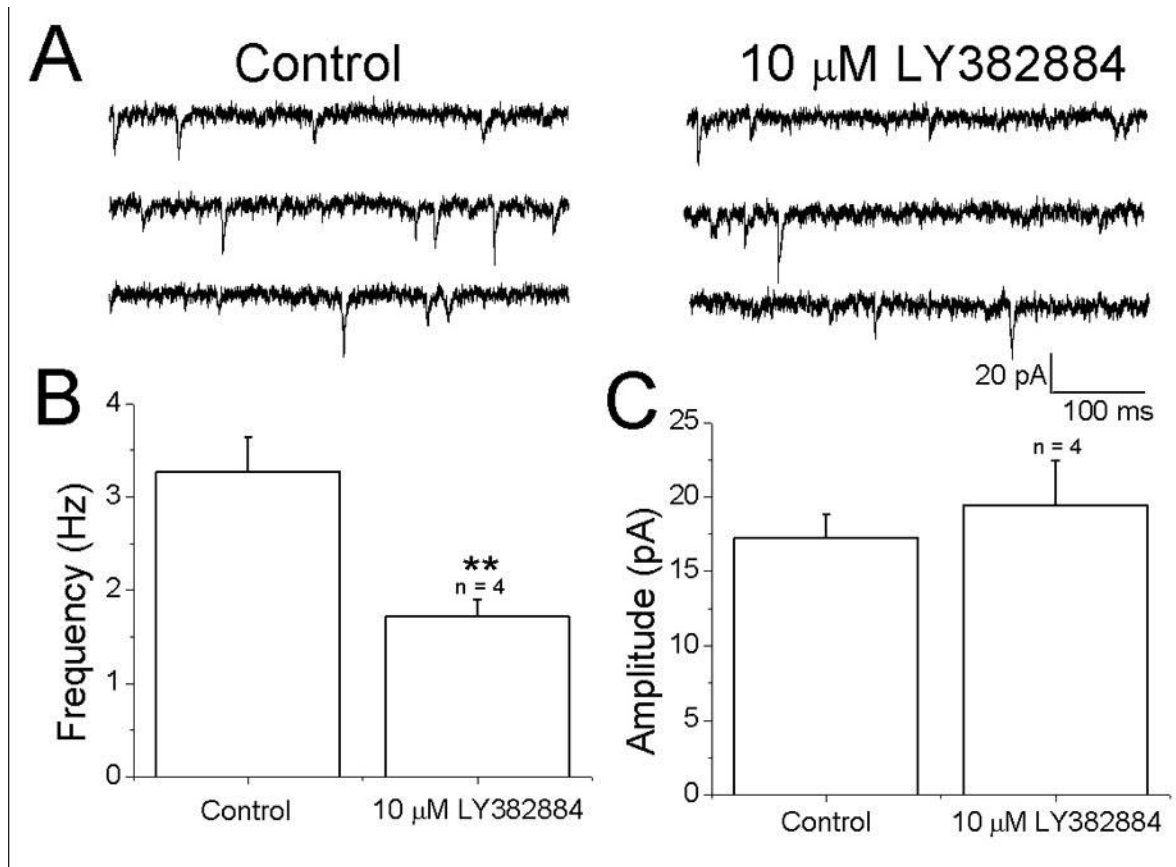 A
Control
10 μM LY382884
20 pA
100 ms
B
4
3
2
1
0
Frequency (Hz)
**
n = 4
Control
10 μM LY382884
C
25
20
15
10
5
0
Amplitude (pA)
n = 4
Control
10 μM LY382884